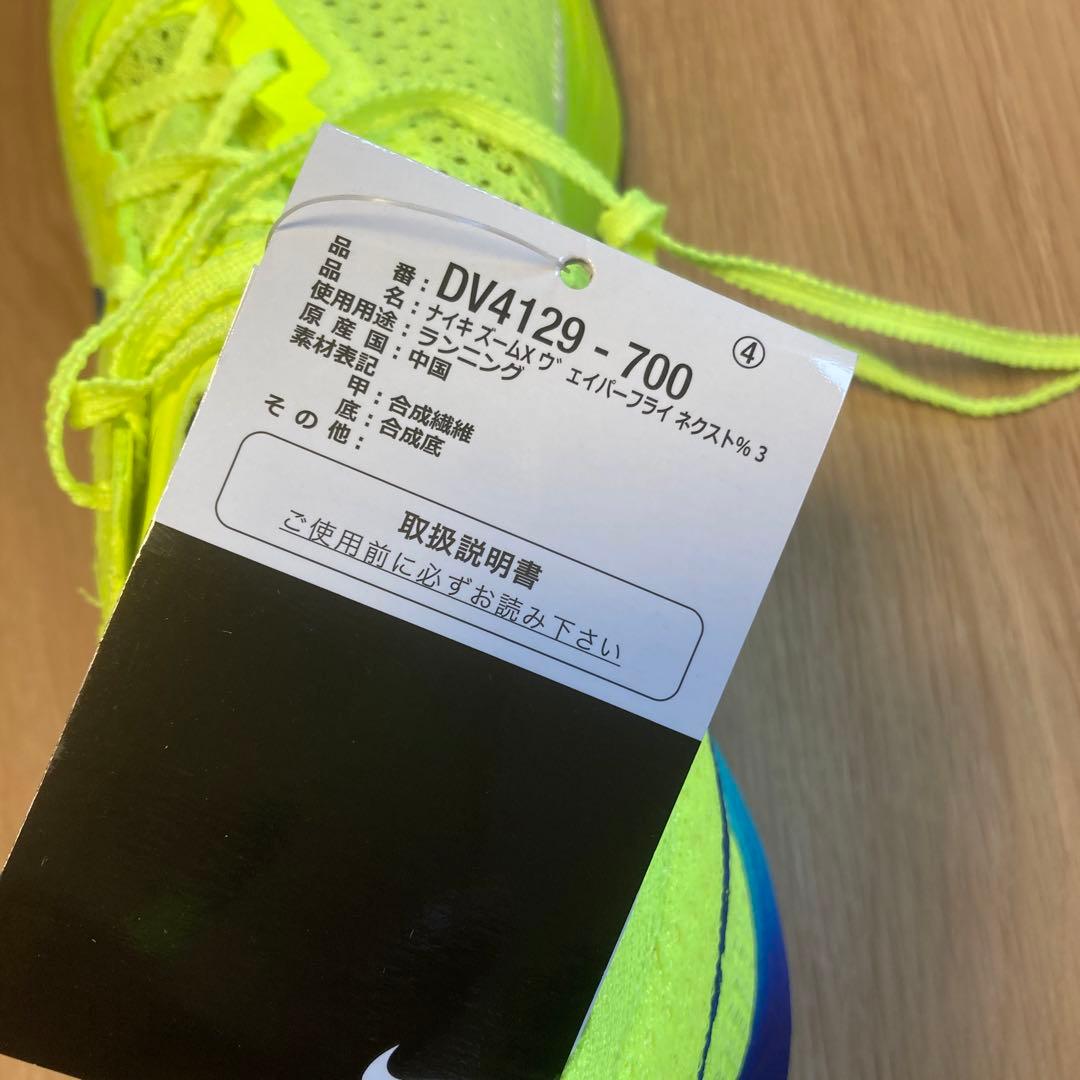 ④
品番：DV4129 - 700
品名：ナイキ ズームX ヴェイパーフライ ネクスト% 3
使用用途：ランニング
原産国：中国
素材表記
甲：合成繊維
底：合成底
その他：
取扱説明書
ご使用前に必ずお読み下さい